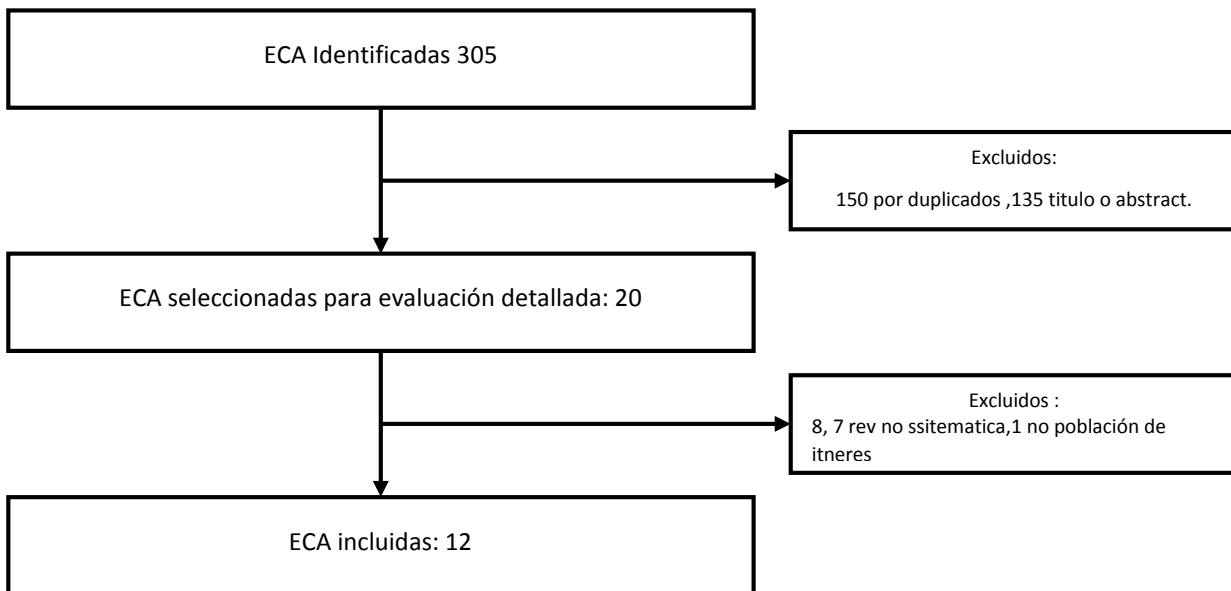 ECA Identificadas 305
Excluidos:
150 por duplicados ,135 titulo o abstract.
ECA seleccionadas para evaluación detallada: 20
Excluidos :
8, 7 rev no ssitematica,1 no población de
itneres
ECA incluidas: 12